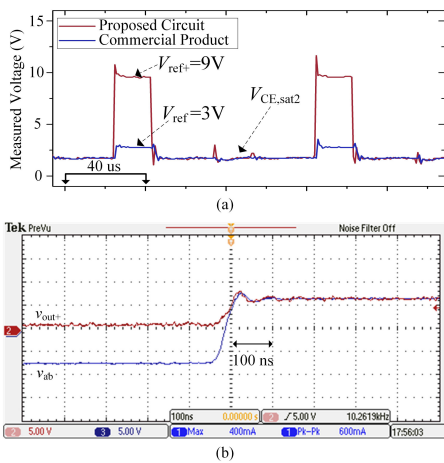 Proposed Circuit
Commercial Product
Measured Voltage (V)
15
10
5
0
Vref+=9V
Vref=3V
VCE,sat2
40 us
(a)
Tek PreVu
Noise Filter Off
vout+
vab
2
100 ns
100ns
0.00000 s
2 5.00 V
10.2619kHz
2 5.00 V
3 5.00 V
1 Max 400mA
1 Pk-Pk 600mA
17:56:03
(b)